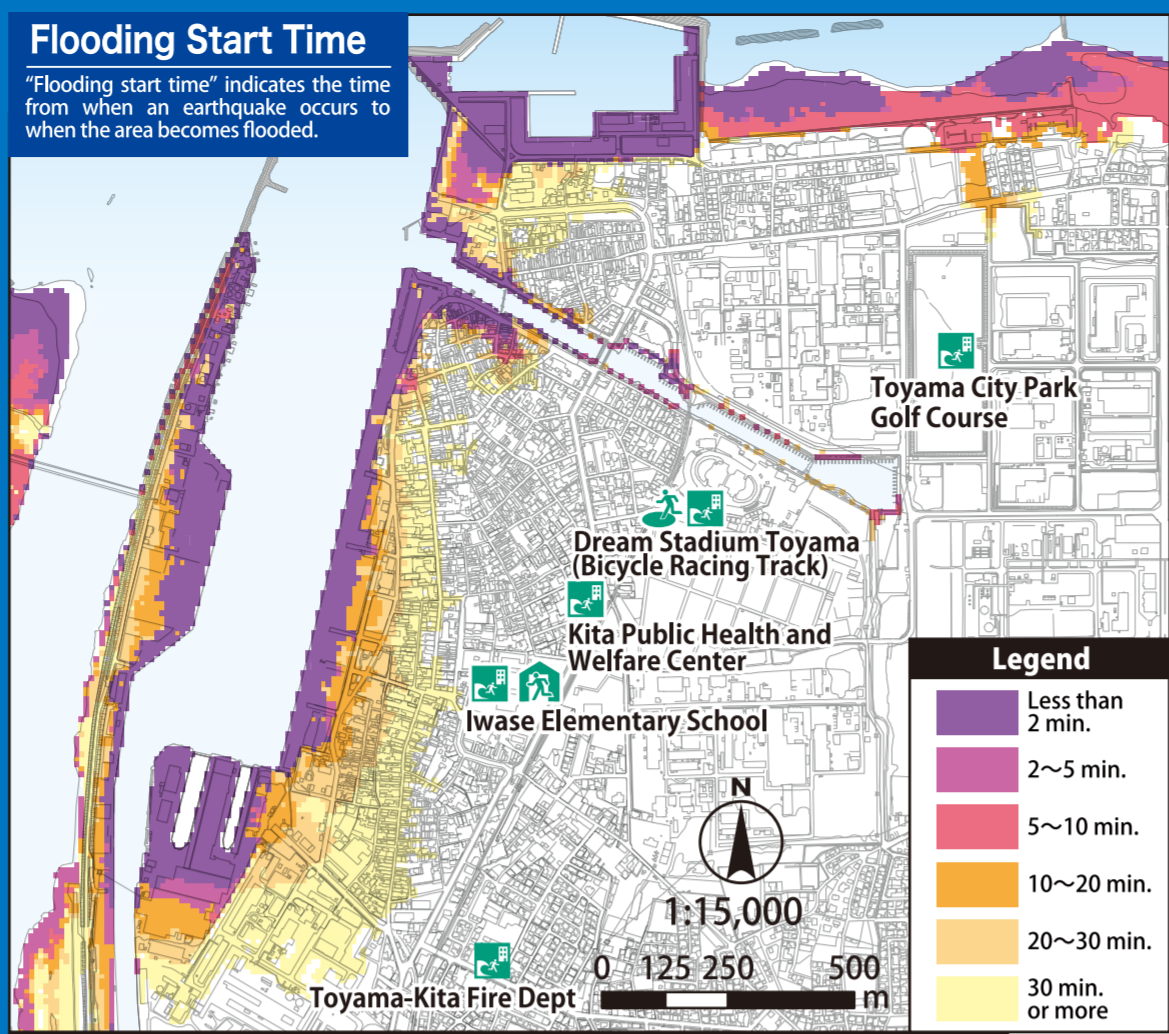 Flooding Start Time
“Flooding start time” indicates the time
from when an earthquake occurs to
when the area becomes flooded.
Toyama City Park
Golf Course
Dream Stadium Toyama
(Bicycle Racing Track)
Kita Public Health and
Welfare Center
Iwase Elementary School
Toyama-Kita Fire Dept
N
1:15,000
0 125 250 500
m
Legend
Less than
2 min.
2〜5 min.
5〜10 min.
10〜20 min.
20〜30 min.
30 min.
or more